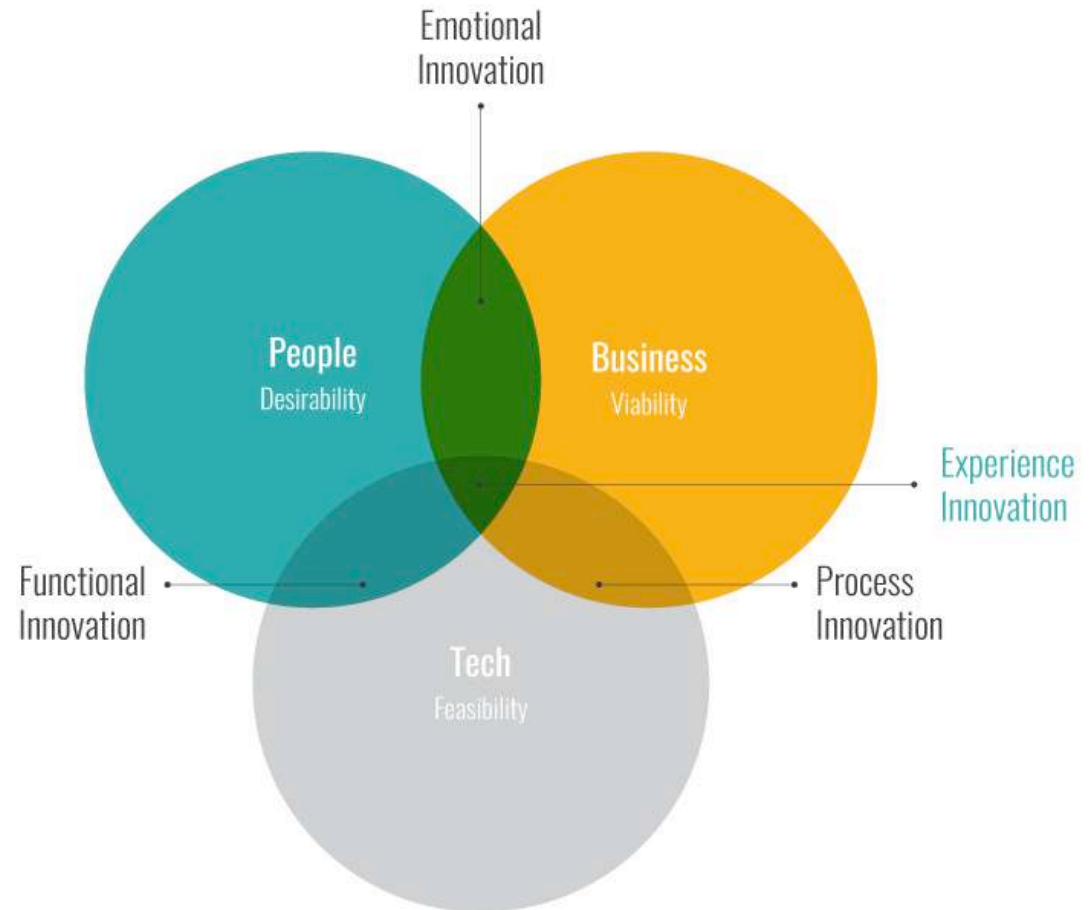 Emotional
Innovation
People
Desirability
Business
Viability
Experience
Innovation
Functional
Innovation
Process
Innovation
Tech
Feasibility